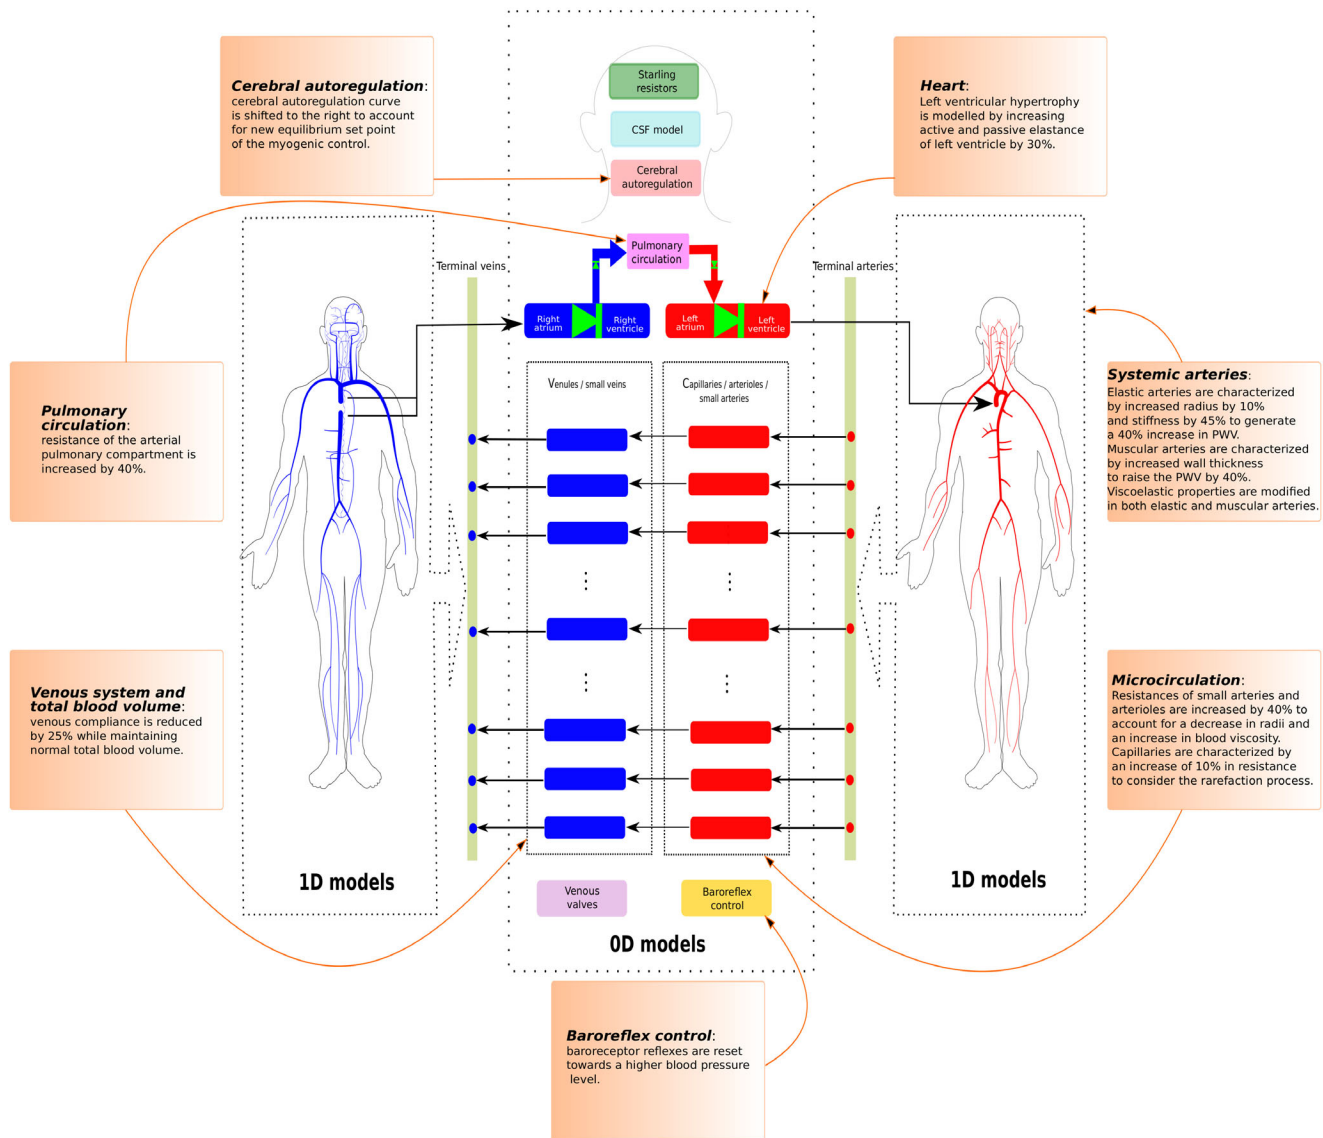 Cerebral autoregulation:
cerebral autoregulation curve
is shifted to the right to account
for new equilibrium set point
of the myogenic control.
Starling
resistors
CSF model
Cerebral
autoregulation
Heart:
Left ventricular hypertrophy
is modelled by increasing
active and passive elastance
of left ventricle by 30%.
Pulmonary
circulation
Terminal veins
Terminal arteries
Right
atrium
Right
ventricle
Left
atrium
Left
ventricle
Pulmonary
circulation:
resistance of the arterial
pulmonary compartment is
increased by 40%.
Venules / small veins
Capillaries / arterioles /
small arteries
Systemic arteries:
Elastic arteries are characterized
by increased radius by 10%
and stiffness by 45% to generate
a 40% increase in PWV.
Muscular arteries are characterized
by increased wall thickness
to raise the PWV by 40%.
Viscoelastic properties are modified
in both elastic and muscular arteries.
Venous system and
total blood volume:
venous compliance is reduced
by 25% while maintaining
normal total blood volume.
Microcirculation:
Resistances of small arteries and
arterioles are increased by 40% to
account for a decrease in radii and
an increase in blood viscosity.
Capillaries are characterized by
an increase of 10% in resistance
to consider the rarefaction process.
1D models
Venous
valves
Baroreflex
control
1D models
0D models
Baroreflex control:
baroreceptor reflexes are reset
towards a higher blood pressure
level.